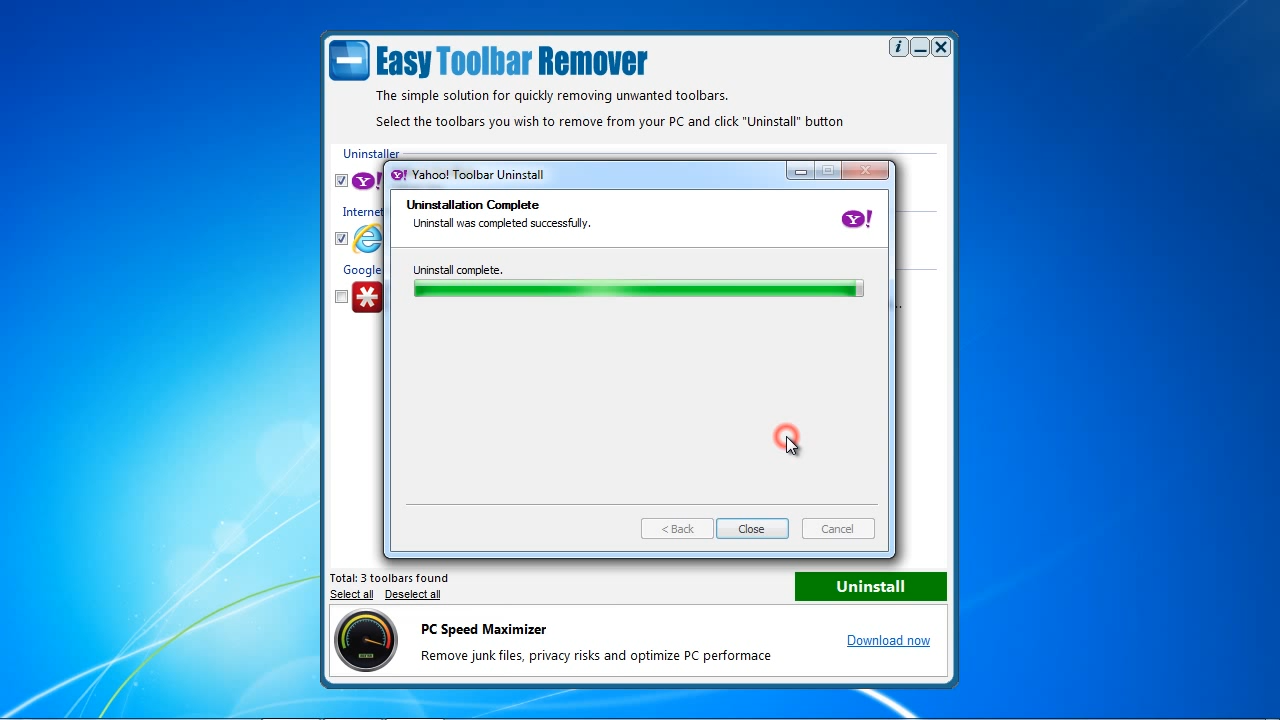 Easy Toolbar Remover
The simple solution for quickly removing unwanted toolbars.
Select the toolbars you wish to remove from your PC and click "Uninstall" button
Uninstaller
Y!
Internet
Google
Yahoo! Toolbar Uninstall
Uninstallation Complete
Uninstall was completed successfully.
Y!
Uninstall complete.
< Back
Close
Cancel
Total: 3 toolbars found
Select all
Deselect all
Uninstall
PC Speed Maximizer
Remove junk files, privacy risks and optimize PC performace
Download now